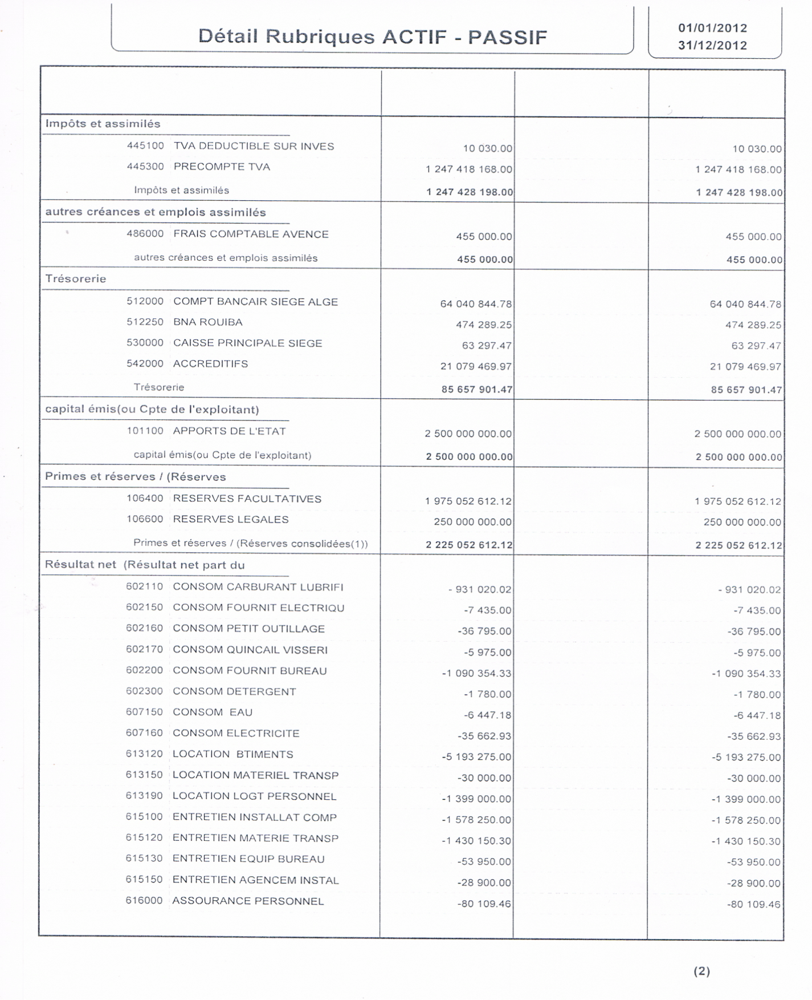 Détail Rubriques ACTIF - PASSIF
01/01/2012
31/12/2012
Impôts et assimilés
445100 TVA DEDUCTIBLE SUR INVES 10 030.00 10 030.00
445300 PRECOMPTE TVA 1 247 418 168.00 1 247 418 168.00
Impôts et assimilés 1 247 428 198.00 1 247 428 198.00
autres créances et emplois assimilés
486000 FRAIS COMPTABLE AVENCE 455 000.00 455 000.00
autres créances et emplois assimilés 455 000.00 455 000.00
Trésorerie
512000 COMPT BANCAIR SIEGE ALGE 64 040 844.78 64 040 844.78
512250 BNA ROUIBA 474 289.25 474 289.25
530000 CAISSE PRINCIPALE SIEGE 63 297.47 63 297.47
542000 ACCREDITIFS 21 079 469.97 21 079 469.97
Trésorerie 85 657 901.47 85 657 901.47
capital émis(ou Cpte de l'exploitant)
101100 APPORTS DE L'ETAT 2 500 000 000.00 2 500 000 000.00
capital émis(ou Cpte de l'exploitant) 2 500 000 000.00 2 500 000 000.00
Primes et réserves / (Réserves
106400 RESERVES FACULTATIVES 1 975 052 612.12 1 975 052 612.12
106600 RESERVES LEGALES 250 000 000.00 250 000 000.00
Primes et réserves / (Réserves consolidées(1)) 2 225 052 612.12 2 225 052 612.12
Résultat net (Résultat net part du
602110 CONSOM CARBURANT LUBRIFI - 931 020.02 - 931 020.02
602150 CONSOM FOURNIT ELECTRIQU -7 435.00 -7 435.00
602160 CONSOM PETIT OUTILLAGE -36 795.00 -36 795.00
602170 CONSOM QUINCAIL VISSERI -5 975.00 -5 975.00
602200 CONSOM FOURNIT BUREAU -1 090 354.33 -1 090 354.33
602300 CONSOM DETERGENT -1 780.00 -1 780.00
607150 CONSOM EAU -6 447.18 -6 447.18
607160 CONSOM ELECTRICITE -35 662.93 -35 662.93
613120 LOCATION BTIMENTS -5 193 275.00 -5 193 275.00
613150 LOCATION MATERIEL TRANSP -30 000.00 -30 000.00
613190 LOCATION LOGT PERSONNEL -1 399 000.00 -1 399 000.00
615100 ENTRETIEN INSTALLAT COMP -1 578 250.00 -1 578 250.00
615120 ENTRETIEN MATERIE TRANSP -1 430 150.30 -1 430 150.30
615130 ENTRETIEN EQUIP BUREAU -53 950.00 -53 950.00
615150 ENTRETIEN AGENCEM INSTAL -28 900.00 -28 900.00
616000 ASSOURANCE PERSONNEL -80 109.46 -80 109.46
(2)